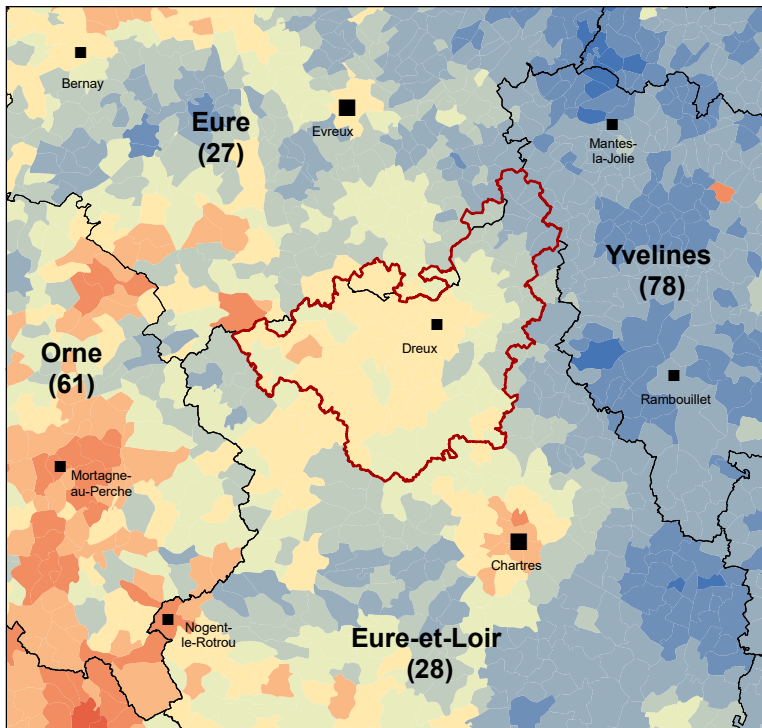 Bernay
Eure
(27)
Evreux
Mantes-
la-Jolie
Yvelines
(78)
Orne
(61)
Dreux
Rambouillet
Mortagne-
au-Perche
Chartres
Nogent-
le-Rotrou
Eure-et-Loir
(28)